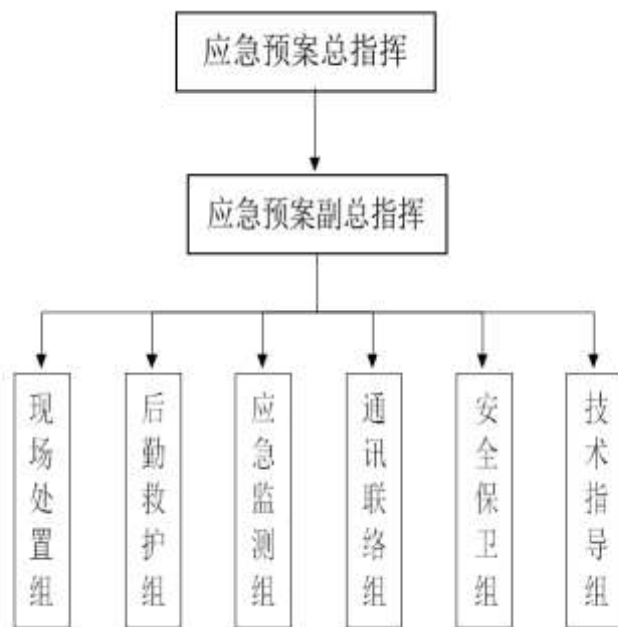 应急预案总指挥
应急预案副总指挥
现场处置组
后勤救护组
应急监测组
通讯联络组
安全保卫组
技术指导组